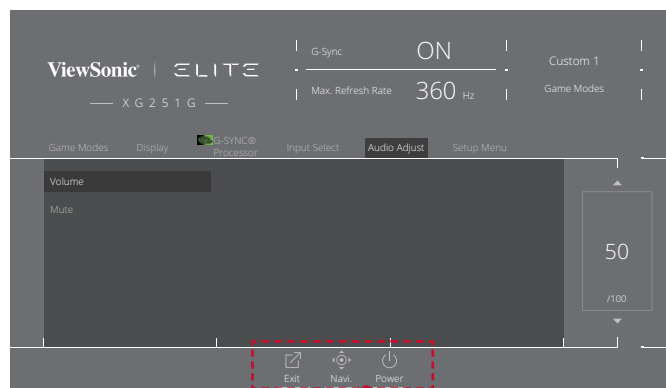 ViewSonic ELITE
XG251G
G-Sync ON
Max. Refresh Rate 360 Hz
Custom 1
Game Modes
Game Modes Display G-SYNC® Processor Input Select Audio Adjust Setup Menu
Volume
Mute
50
/100
Exit Navi. Power